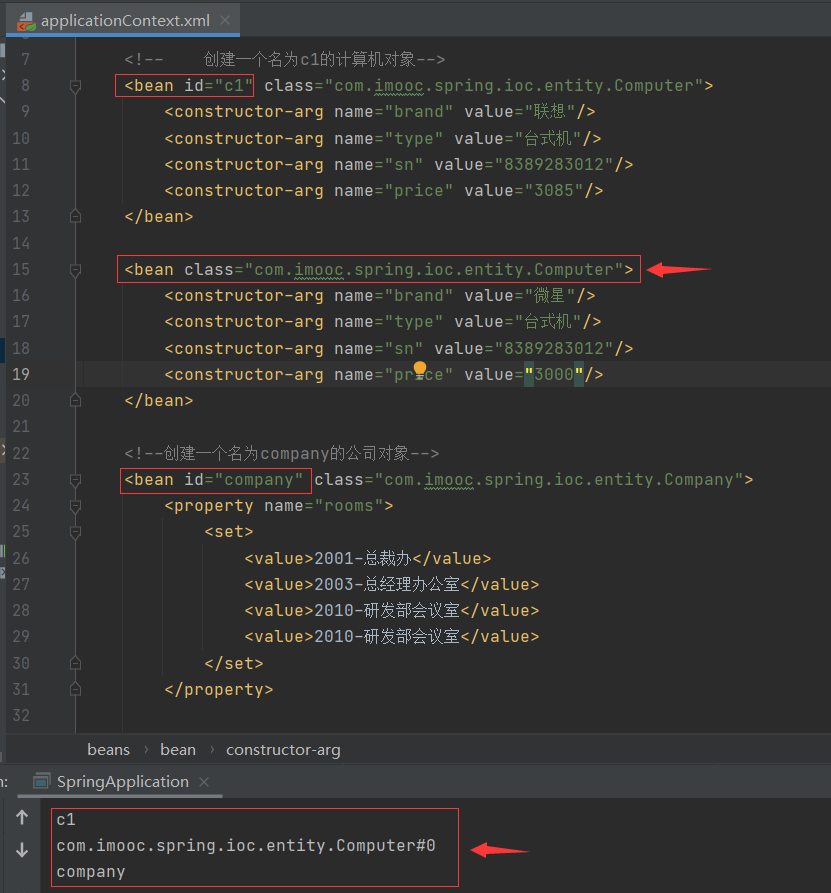 applicationContext.xml
7 <!-- 创建一个名为c1的计算机对象-->
8 <bean id="c1" class="com.imooc.spring.ioc.entity.Computer">
9 <constructor-arg name="brand" value="联想"/>
10 <constructor-arg name="type" value="台式机"/>
11 <constructor-arg name="sn" value="8389283012"/>
12 <constructor-arg name="price" value="3085"/>
13 </bean>
14
15 <bean class="com.imooc.spring.ioc.entity.Computer">
16 <constructor-arg name="brand" value="微星"/>
17 <constructor-arg name="type" value="台式机"/>
18 <constructor-arg name="sn" value="8389283012"/>
19 <constructor-arg name="price" value="3000"/>
20 </bean>
21
22 <!--创建一个名为company的公司对象-->
23 <bean id="company" class="com.imooc.spring.ioc.entity.Company">
24 <property name="rooms">
25 <set>
26 <value>2001-总裁办</value>
27 <value>2003-总经理办公室</value>
28 <value>2010-研发部会议室</value>
29 <value>2010-研发部会议室</value>
30 </set>
31 </property>
32
beans › bean › constructor-arg
n: SpringApplication
c1
com.imooc.spring.ioc.entity.Computer#0
company